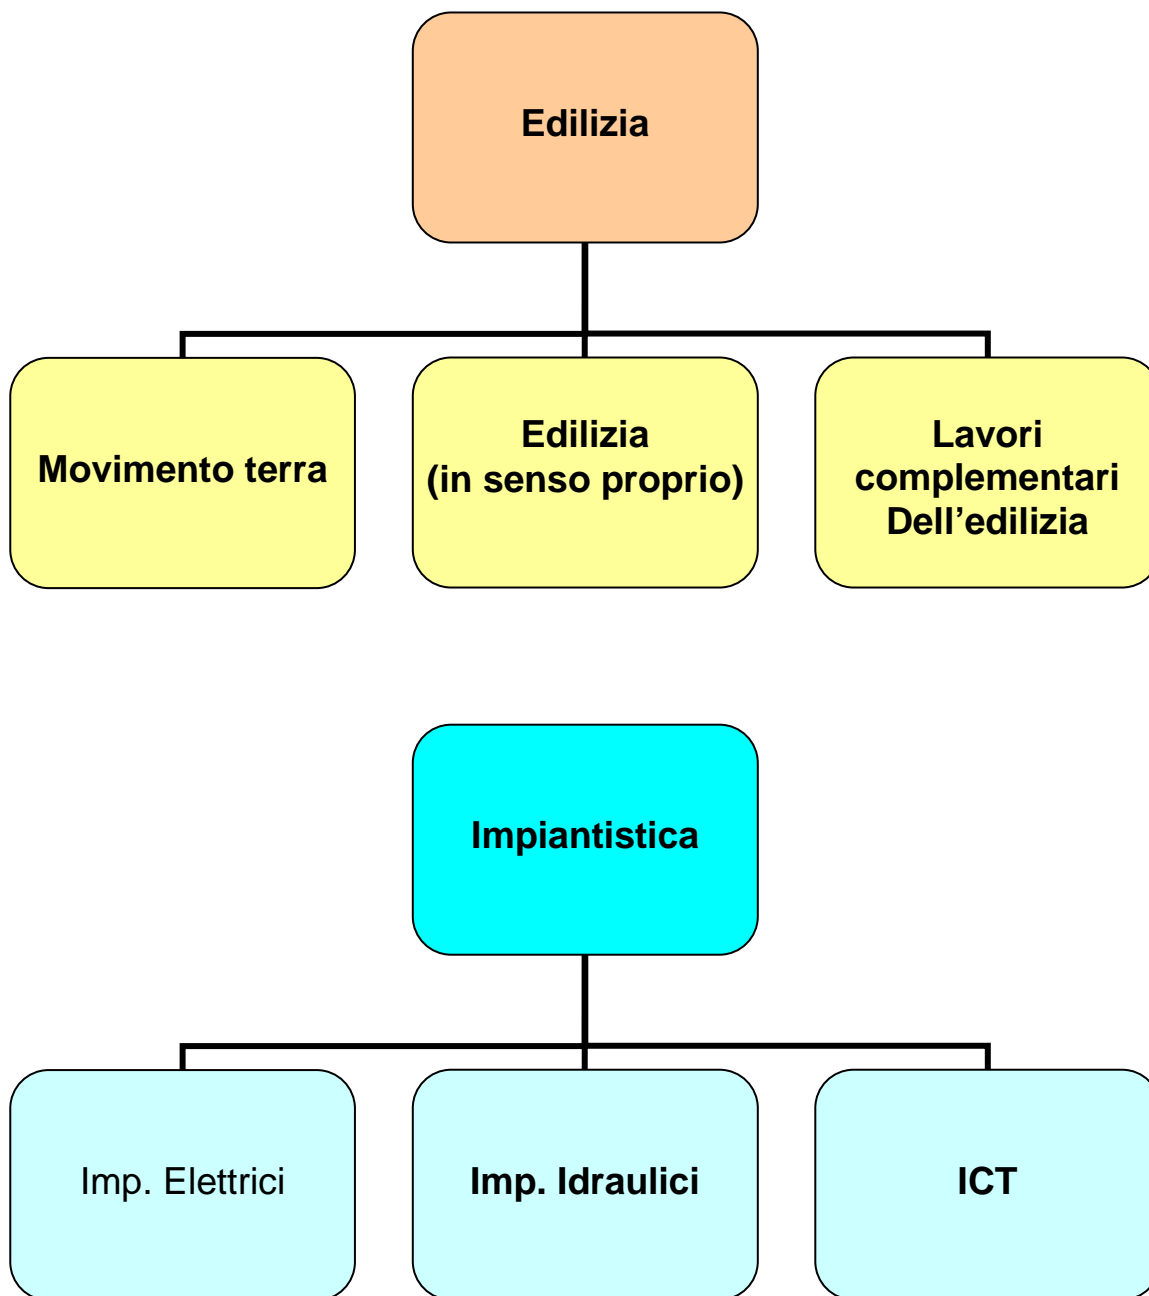 Edilizia
Movimento terra
Edilizia
(in senso proprio)
Lavori
complementari
Dell’edilizia
Impiantistica
Imp. Elettrici
Imp. Idraulici
ICT